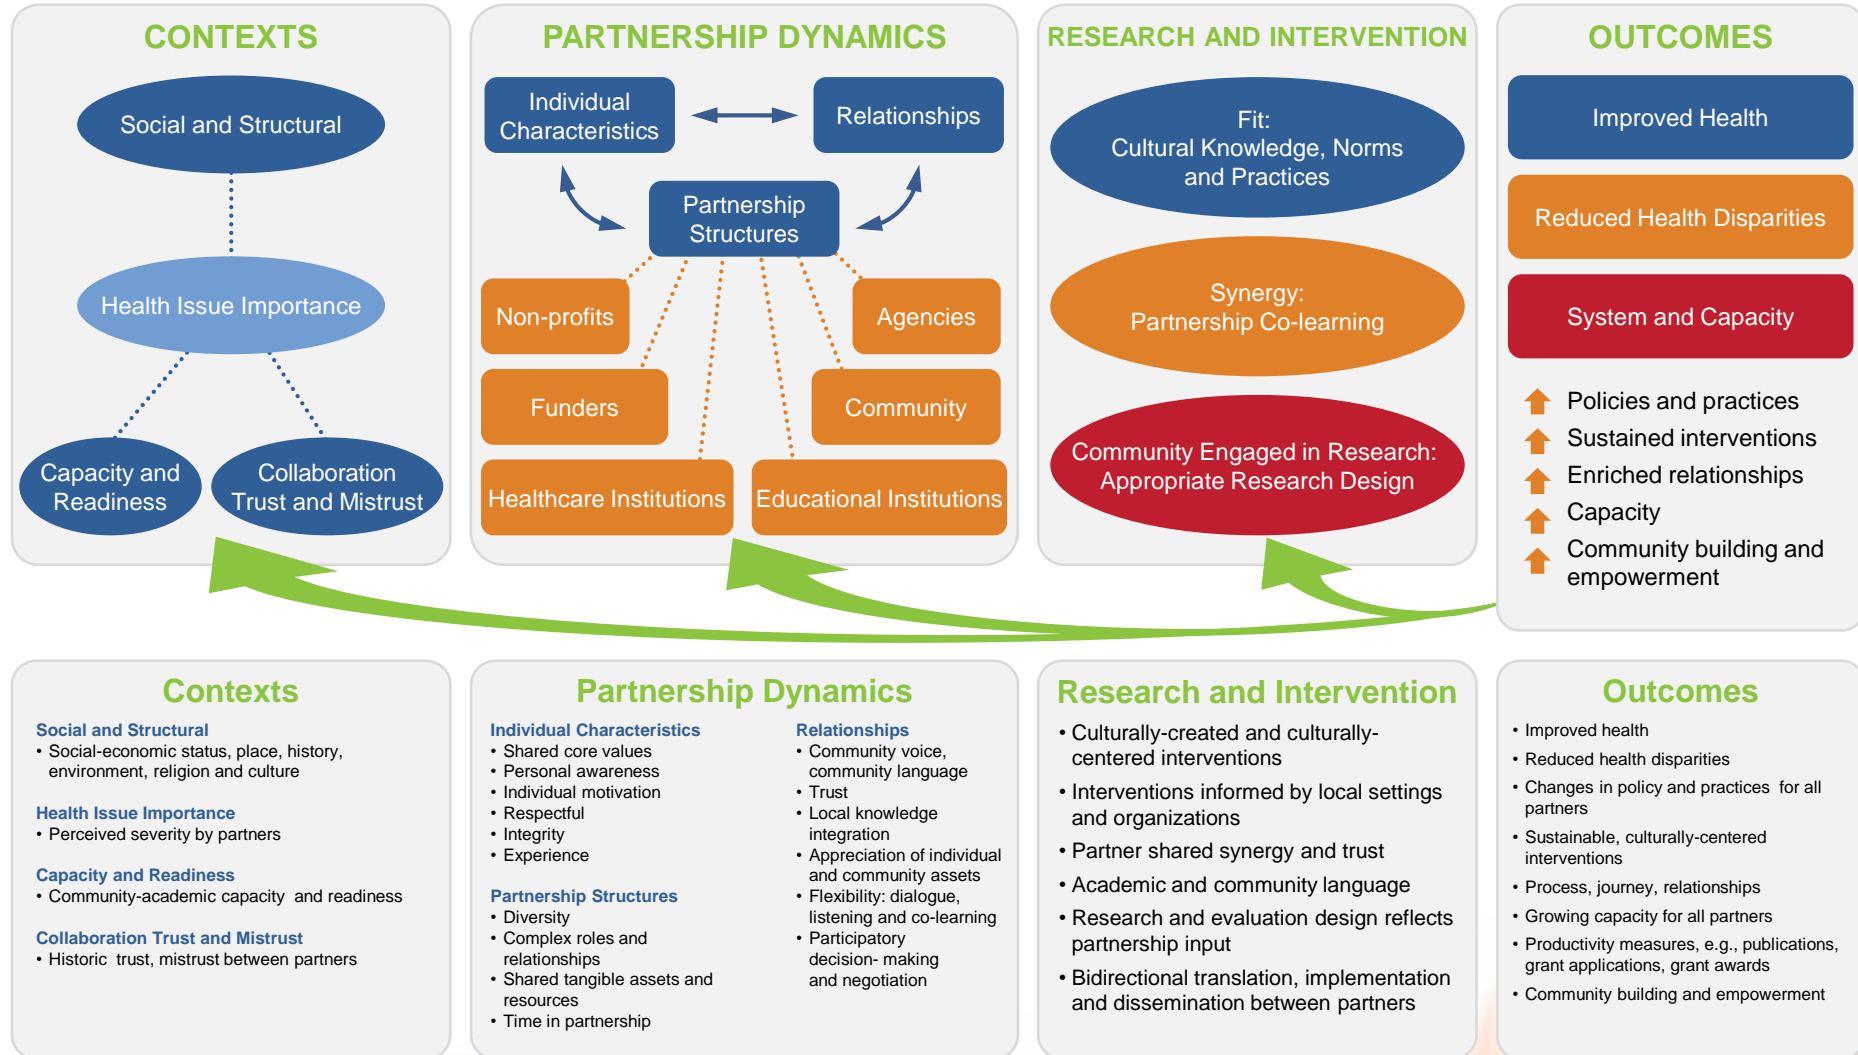 CONTEXTS
Social and Structural
Health Issue Importance
Capacity and
Readiness
Collaboration
Trust and Mistrust
PARTNERSHIP DYNAMICS
Individual
Characteristics
Relationships
Partnership
Structures
Non-profits
Agencies
Funders
Community
Healthcare Institutions
Educational Institutions
RESEARCH AND INTERVENTION
Fit:
Cultural Knowledge, Norms
and Practices
Synergy:
Partnership Co-learning
Community Engaged in Research:
Appropriate Research Design
OUTCOMES
Improved Health
Reduced Health Disparities
System and Capacity
Policies and practices
Sustained interventions
Enriched relationships
Capacity
Community building and
empowerment
Contexts
Social and Structural
• Social-economic status, place, history,
environment, religion and culture
Health Issue Importance
• Perceived severity by partners
Capacity and Readiness
• Community-academic capacity and readiness
Collaboration Trust and Mistrust
• Historic trust, mistrust between partners
Partnership Dynamics
Individual Characteristics
• Shared core values
• Personal awareness
• Individual motivation
• Respectful
• Integrity
• Experience
Partnership Structures
• Diversity
• Complex roles and
relationships
• Shared tangible assets and
resources
• Time in partnership
Relationships
• Community voice,
community language
• Trust
• Local knowledge
integration
• Appreciation of individual
and community assets
• Flexibility: dialogue,
listening and co-learning
• Participatory
decision- making
and negotiation
Research and Intervention
• Culturally-created and culturally-
centered interventions
• Interventions informed by local settings
and organizations
• Partner shared synergy and trust
• Academic and community language
• Research and evaluation design reflects
partnership input
• Bidirectional translation, implementation
and dissemination between partners
Outcomes
• Improved health
• Reduced health disparities
• Changes in policy and practices for all
partners
• Sustainable, culturally-centered
interventions
• Process, journey, relationships
• Growing capacity for all partners
• Productivity measures, e.g., publications,
grant applications, grant awards
• Community building and empowerment